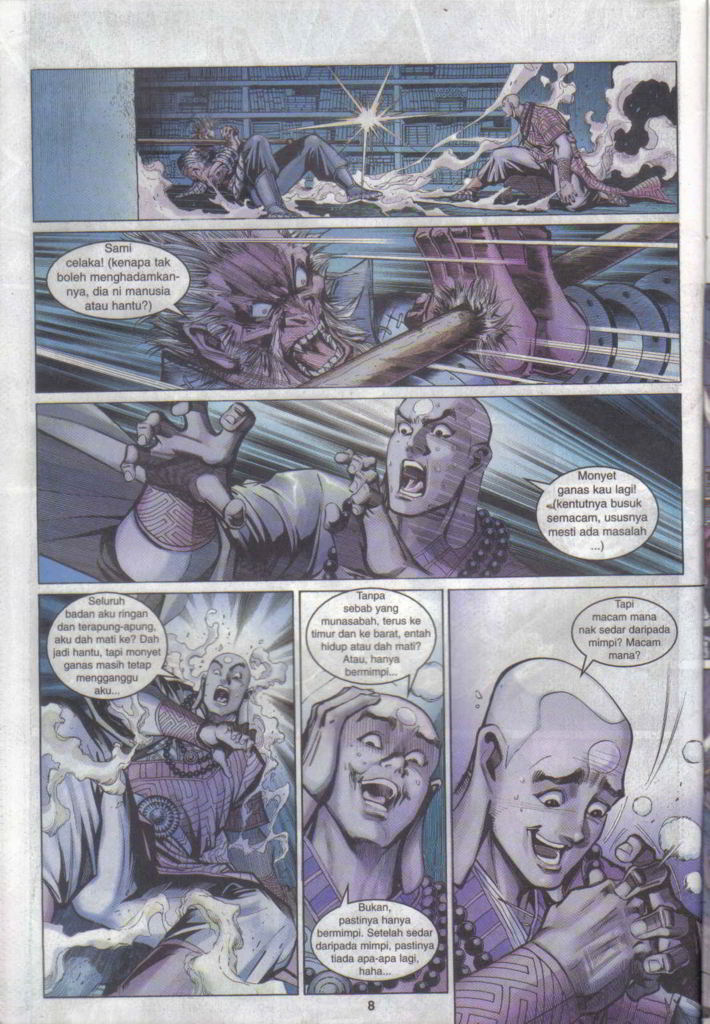 Sami
celaka! (kenapa tak
boleh menghadamkan-
nya, dia ni manusia
atau hantu?)
Monyet
ganas kau lagi!
(kentutnya busuk
semacam, ususnya
mesti ada masalah
...)
Seluruh
badan aku ringan
dan terapung-apung,
aku dah mati ke? Dah
jadi hantu, tapi monyet
ganas masih tetap
mengganggu
aku...
Tanpa
sebab yang
munasabah, terus ke
timur dan ke barat, entah
hidup atau dah mati?
Atau, hanya
bermimpi...
Bukan,
pastinya hanya
bermimpi. Setelah sedar
daripada mimpi, pastinya
tiada apa-apa lagi,
haha...
Tapi
macam mana
nak sedar daripada
mimpi? Macam
mana?
8